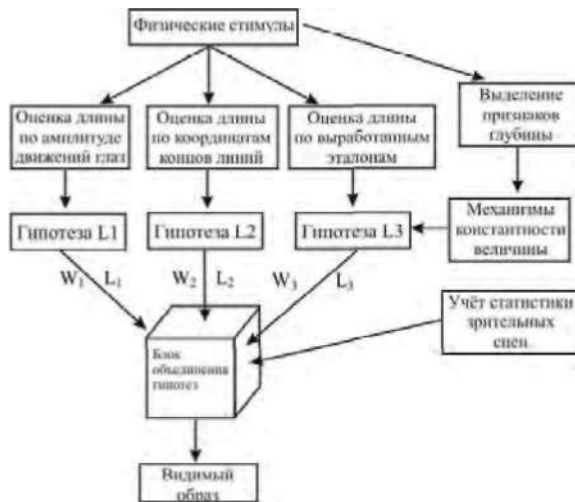 Физические стимулы
Оценка длины
по амплитуде
движений глаз
Оценка длины
по координатам
концов линий
Оценка длины
по выработанным
эталонам
Выделение
признаков
глубины
Гипотеза L1
Гипотеза L2
Гипотеза L3
Механизмы
константности
величины
W1 L1
W2 L2
W3 L3
Учёт статистики
зрительных
сцен
Блок
объединения
гипотез
Видимый
образ